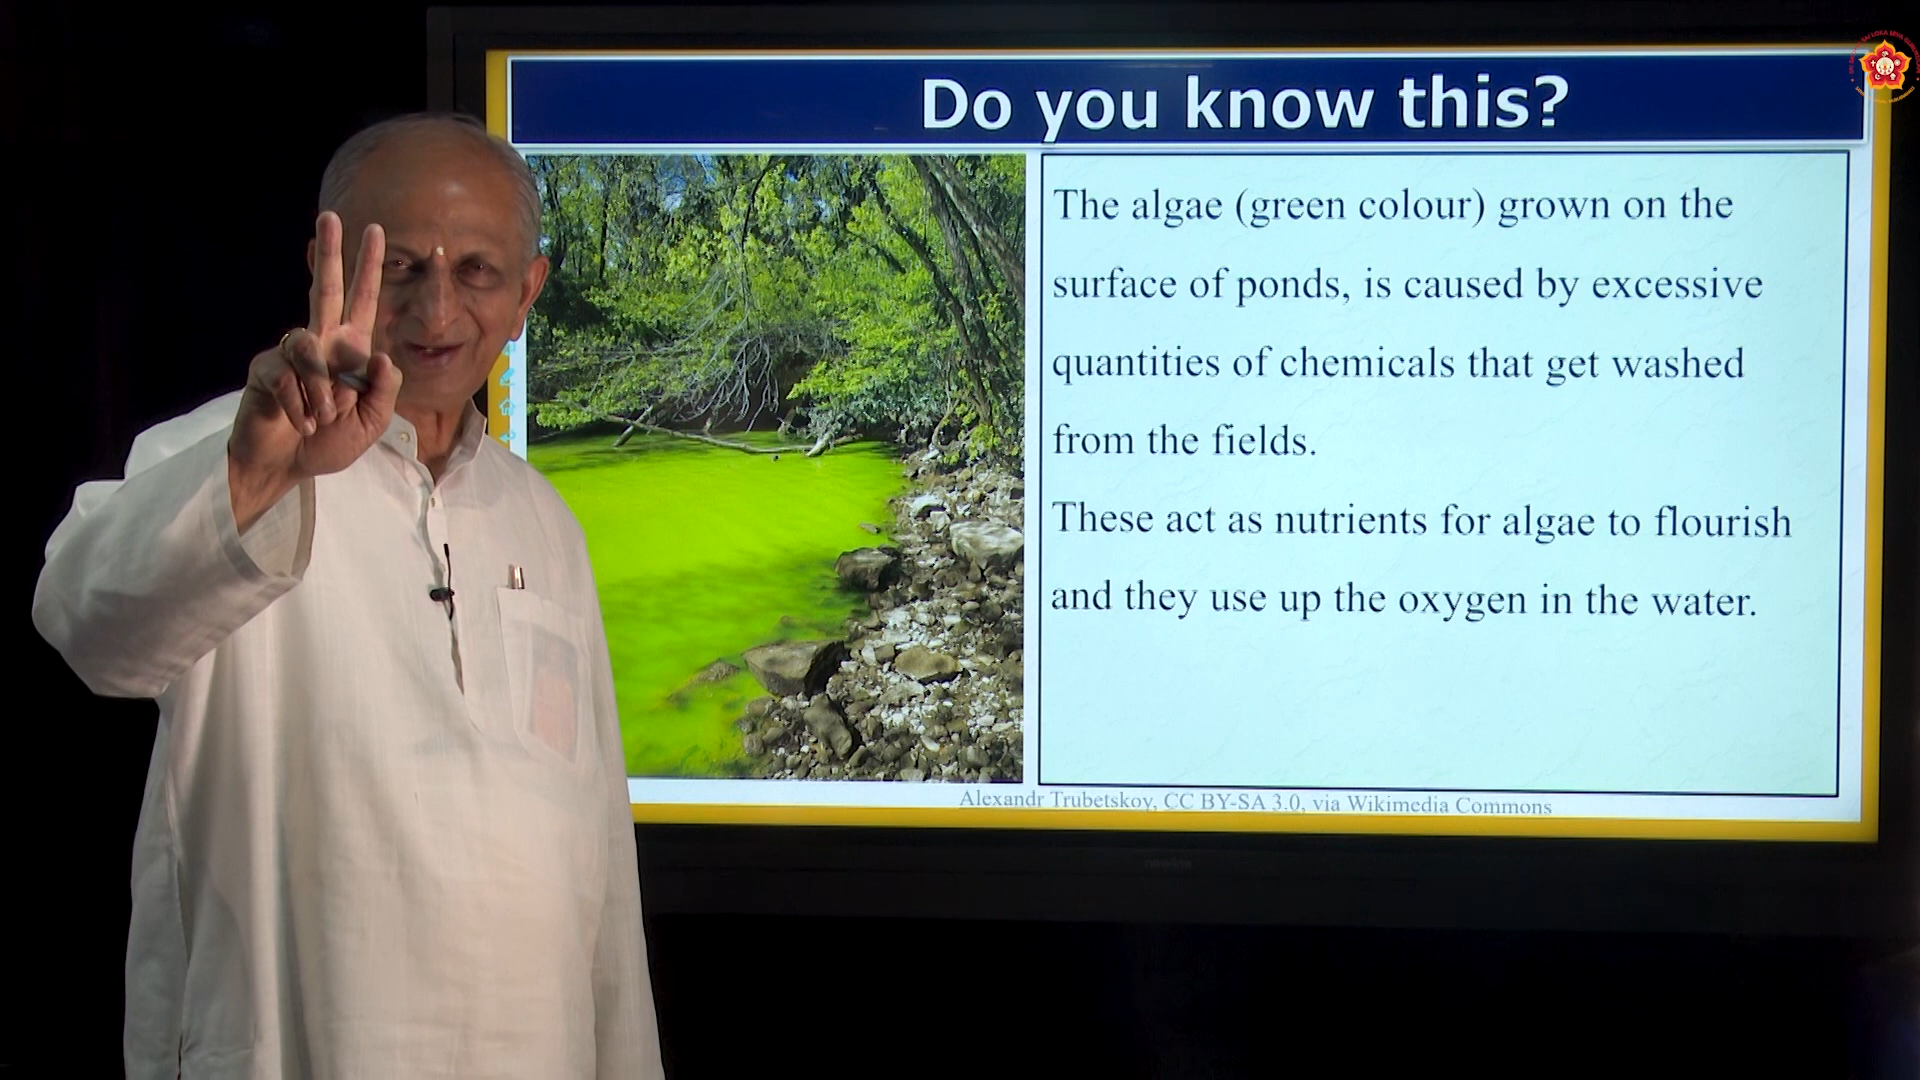 Do you know this?
The algae (green colour) grown on the
surface of ponds, is caused by excessive
quantities of chemicals that get washed
from the fields.
These act as nutrients for algae to flourish
and they use up the oxygen in the water.
Alexandr Trubetskoy, CC BY-SA 3.0, via Wikimedia Commons